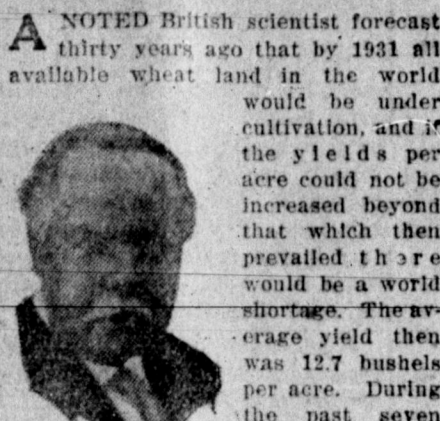 A NOTED British scientist forecast
thirty years ago that by 1931 all
available wheat land in the world
would be under
cultivation, and if
the yields per
acre could not be
increased beyond
that which then
prevailed there
would be a world
shortage. The av-
erage yield then
was 12.7 bushels
per acre. During
the past seven